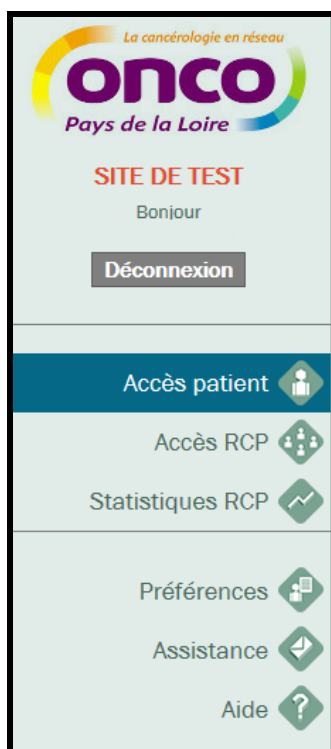 La cancérologie en réseau
onco
Pays de la Loire
SITE DE TEST
Bonjour
Déconnexion
Accès patient
Accès RCP
Statistiques RCP
Préférences
Assistance
Aide
?